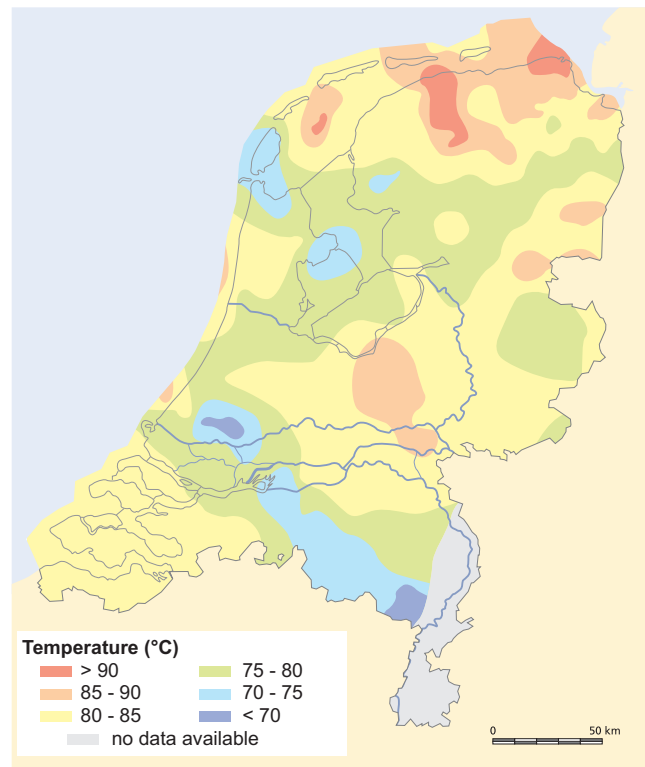 Temperature (°C)
> 90
75 - 80
85 - 90
70 - 75
80 - 85
< 70
no data available
0
50 km